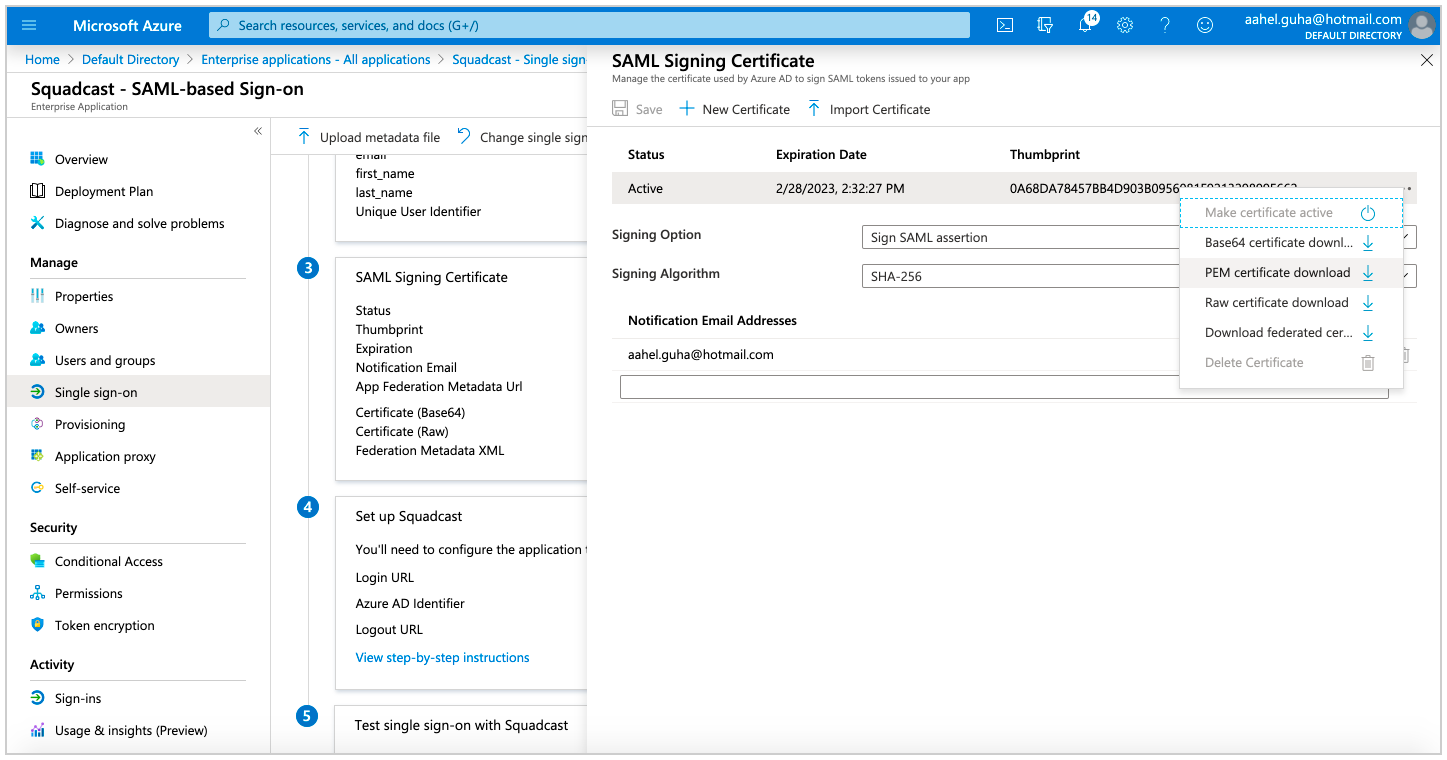 Microsoft Azure
Search resources, services, and docs (G+/)
14
aahel.guha@hotmail.com
DEFAULT DIRECTORY
Home > Default Directory > Enterprise applications - All applications > Squadcast - Single sign
Squadcast - SAML-based Sign-on
Enterprise Application
«
Overview
Deployment Plan
Diagnose and solve problems
Manage
Properties
Owners
Users and groups
Single sign-on
Provisioning
Application proxy
Self-service
Security
Conditional Access
Permissions
Token encryption
Activity
Sign-ins
Usage & insights (Preview)
Upload metadata file
Change single sign
email
first_name
last_name
Unique User Identifier
3
SAML Signing Certificate
Status
Thumbprint
Expiration
Notification Email
App Federation Metadata Url
Certificate (Base64)
Certificate (Raw)
Federation Metadata XML
4
Set up Squadcast
You'll need to configure the application
Login URL
Azure AD Identifier
Logout URL
View step-by-step instructions
5
Test single sign-on with Squadcast
SAML Signing Certificate
Manage the certificate used by Azure AD to sign SAML tokens issued to your app
Save
New Certificate
Import Certificate
Status Expiration Date Thumbprint
Active 2/28/2023, 2:32:27 PM
Signing Option
Sign SAML assertion
Signing Algorithm
SHA-256
Notification Email Addresses
aahel.guha@hotmail.com
Make certificate active
Base64 certificate downl...
PEM certificate download
Raw certificate download
Download federated cer...
Delete Certificate